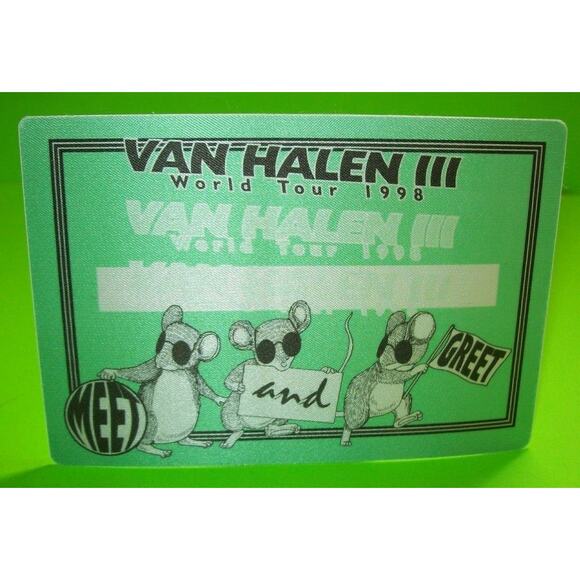 VAN HALEN III
World Tour 1998
VAN HALEN III
World Tour 1998
MEET
and
GREET